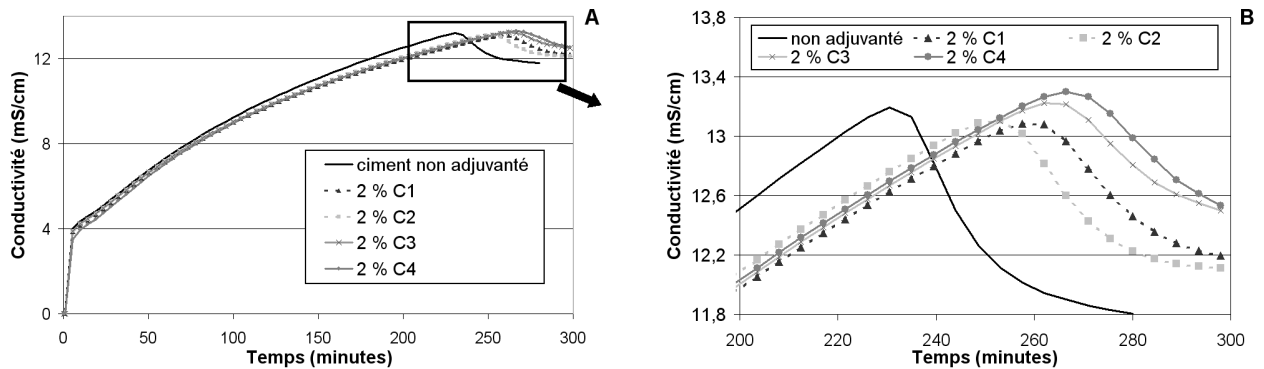 A
Conductivité (mS/cm)
12
8
4
0
0 50 100 150 200 250 300
Temps (minutes)
ciment non adjuvanté
2 % C1
2 % C2
2 % C3
2 % C4
B
Conductivité (mS/cm)
13,8
13,4
13
12,6
12,2
11,8
200 220 240 260 280 300
Temps (minutes)
non adjuvanté 2 % C1 2 % C2
2 % C3 2 % C4